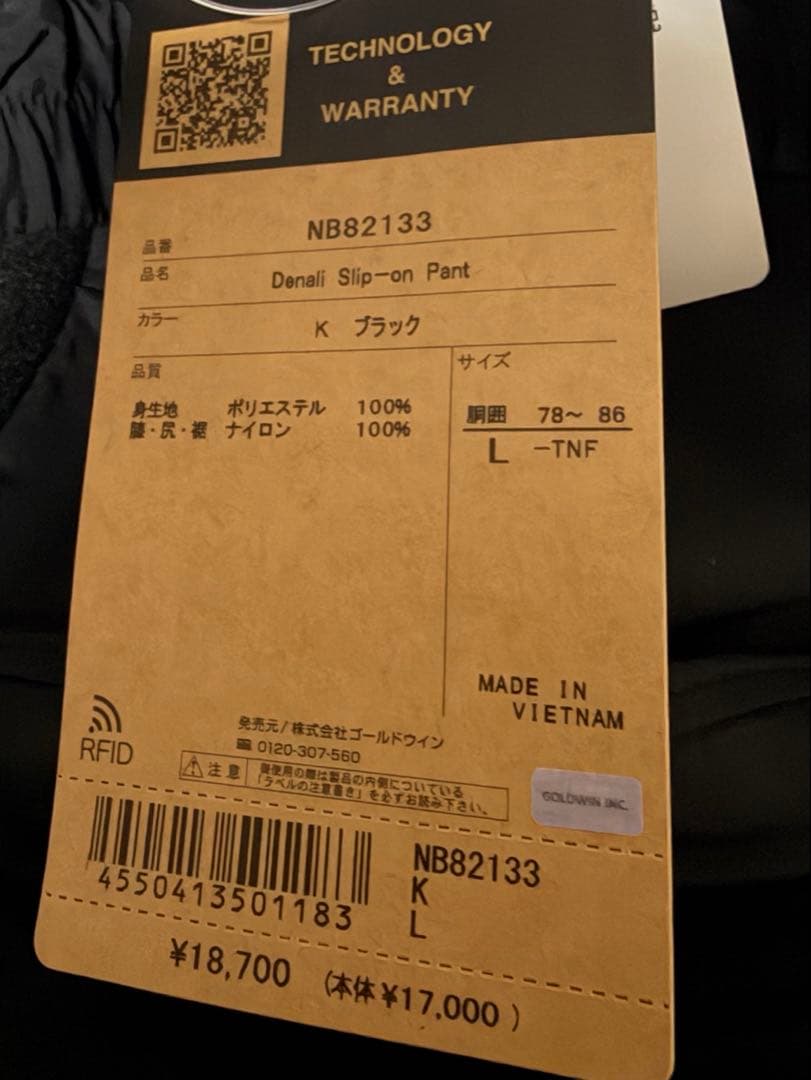 TECHNOLOGY
&
WARRANTY
品番 NB82133
品名 Denali Slip-on Pant
カラー K ブラック
品質
サイズ
身生地 ポリエステル 100%
膝・尻・裾 ナイロン 100%
胴囲 78～ 86
L -TNF
MADE IN
VIETNAM
RFID
発売元/株式会社ゴールドウイン
0120-307-560
注意
御使用の際は製品の内側についている
「ラベルの注意書き」を必ずお読み下さい。
GOLDWIN INC.
4550413501183
NB82133
K
L
¥18,700 (本体¥17,000)